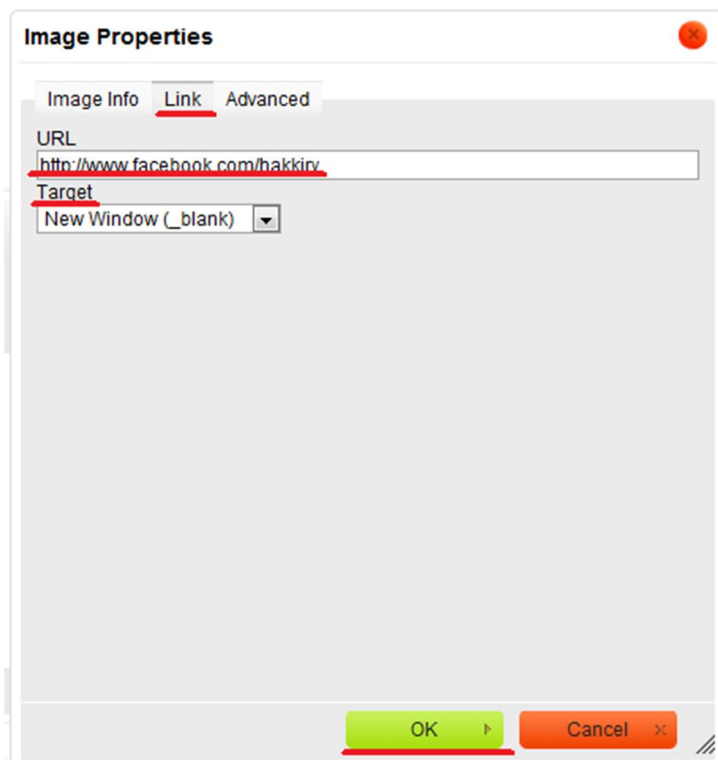 Image Properties
Image Info Link Advanced
URL
http://www.facebook.com/hakkiry
Target
New Window (_blank)
OK
Cancel